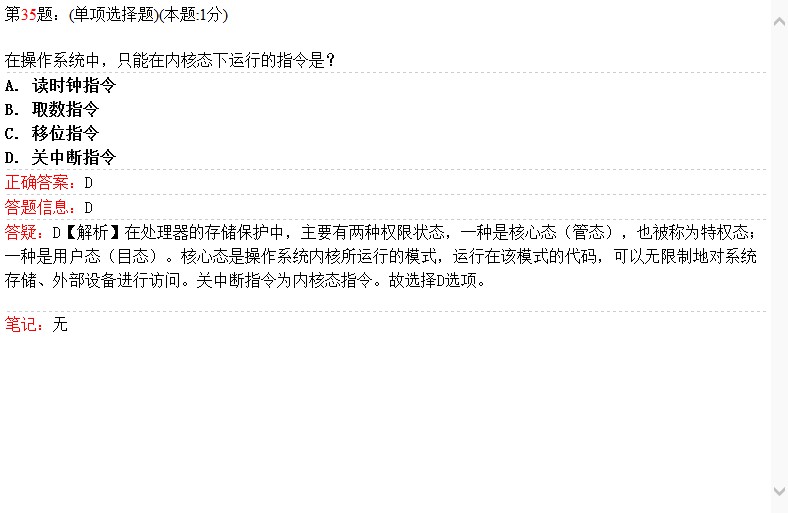 第35题：(单项选择题)(本题:1分)
在操作系统中，只能在内核态下运行的指令是？
A. 读时钟指令
B. 取数指令
C. 移位指令
D. 关中断指令
正确答案：D
答题信息：D
答疑：D【解析】在处理器的存储保护中，主要有两种权限状态，一种是核心态（管态），也被称为特权态；
一种是用户态（目态）。核心态是操作系统内核所运行的模式，运行在该模式的代码，可以无限制地对系统
存储、外部设备进行访问。关中断指令为内核态指令。故选择D选项。
笔记：无